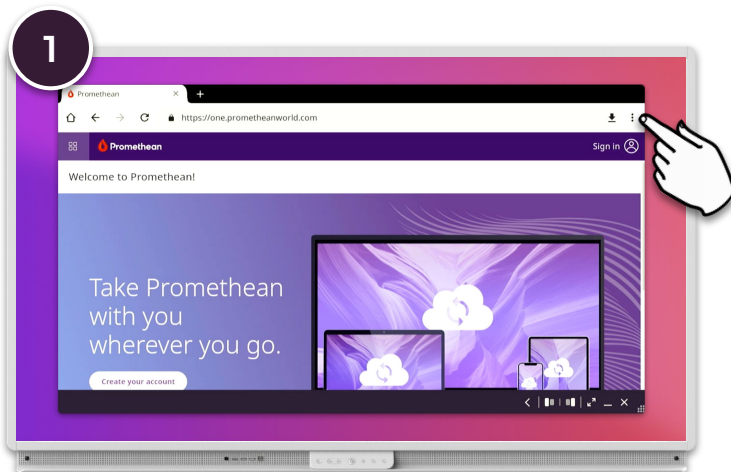 1
Promethean
https://one.prometheanworld.com
Promethean
Sign in
Welcome to Promethean!
Take Promethean
with you
wherever you go.
Create your account